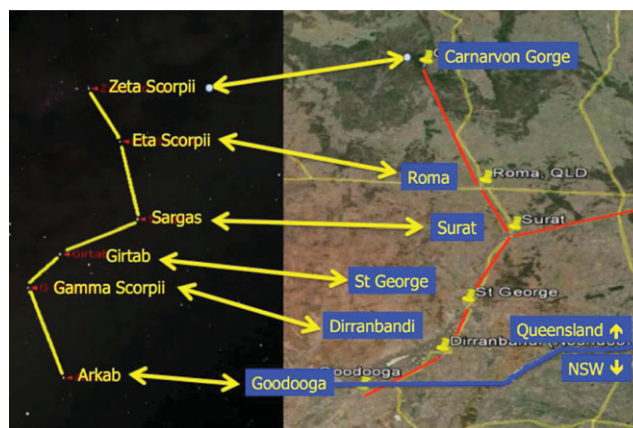 Carnarvon Gorge
Zeta Scorpii
Eta Scorpii
Roma, QLD
Roma
Sargas
Surat
Surat
Girtab
Girtab
St George
Gamma Scorpii
G
St George
Dirranbandi
Queensland ↑
Dirranbandi
NSW ↓
Arkab
Goodooga
Goodooga